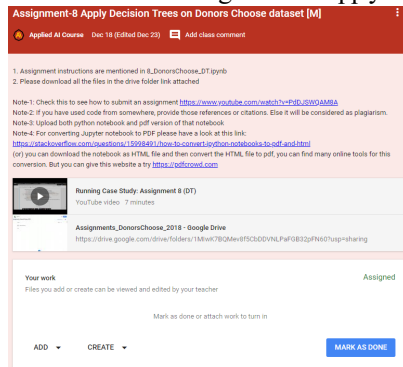 Assignment-8 Apply Decision Trees on Donors Choose dataset [M]
Applied AI Course Dec 18 (Edited Dec 23) Add class comment
1. Assignment instructions are mentioned in 8_DonorsChoose_DT.ipynb
2. Please download all the files in the drive folder link attached
Note-1: Check this to see how to submit an assignment https://www.youtube.com/watch?v=PdDJSWQAM8A
Note-2: If you have used code from somewhere, provide those references or citations. Else it will be considered as plagiarism.
Note-3: Upload both python notebook and pdf version of that notebook
Note-4: For converting Jupyter notebook to PDF please have a look at this link:
https://stackoverflow.com/questions/15998491/how-to-convert-ipython-notebooks-to-pdf-and-html
(or) you can download the notebook as HTML file and then convert the HTML file to pdf, you can find many online tools for this
conversion. But you can give this website a try https://pdfcrowd.com
Running Case Study: Assignment 8 (DT)
YouTube video 7 minutes
Assignments_DonorsChoose_2018 - Google Drive
https://drive.google.com/drive/folders/1MIwK7BQMev8f5CbDDVNLPaFGB32pFN60?usp=sharing
Your work Assigned
Files you add or create can be viewed and edited by your teacher
Mark as done or attach work to turn in
ADD CREATE MARK AS DONE